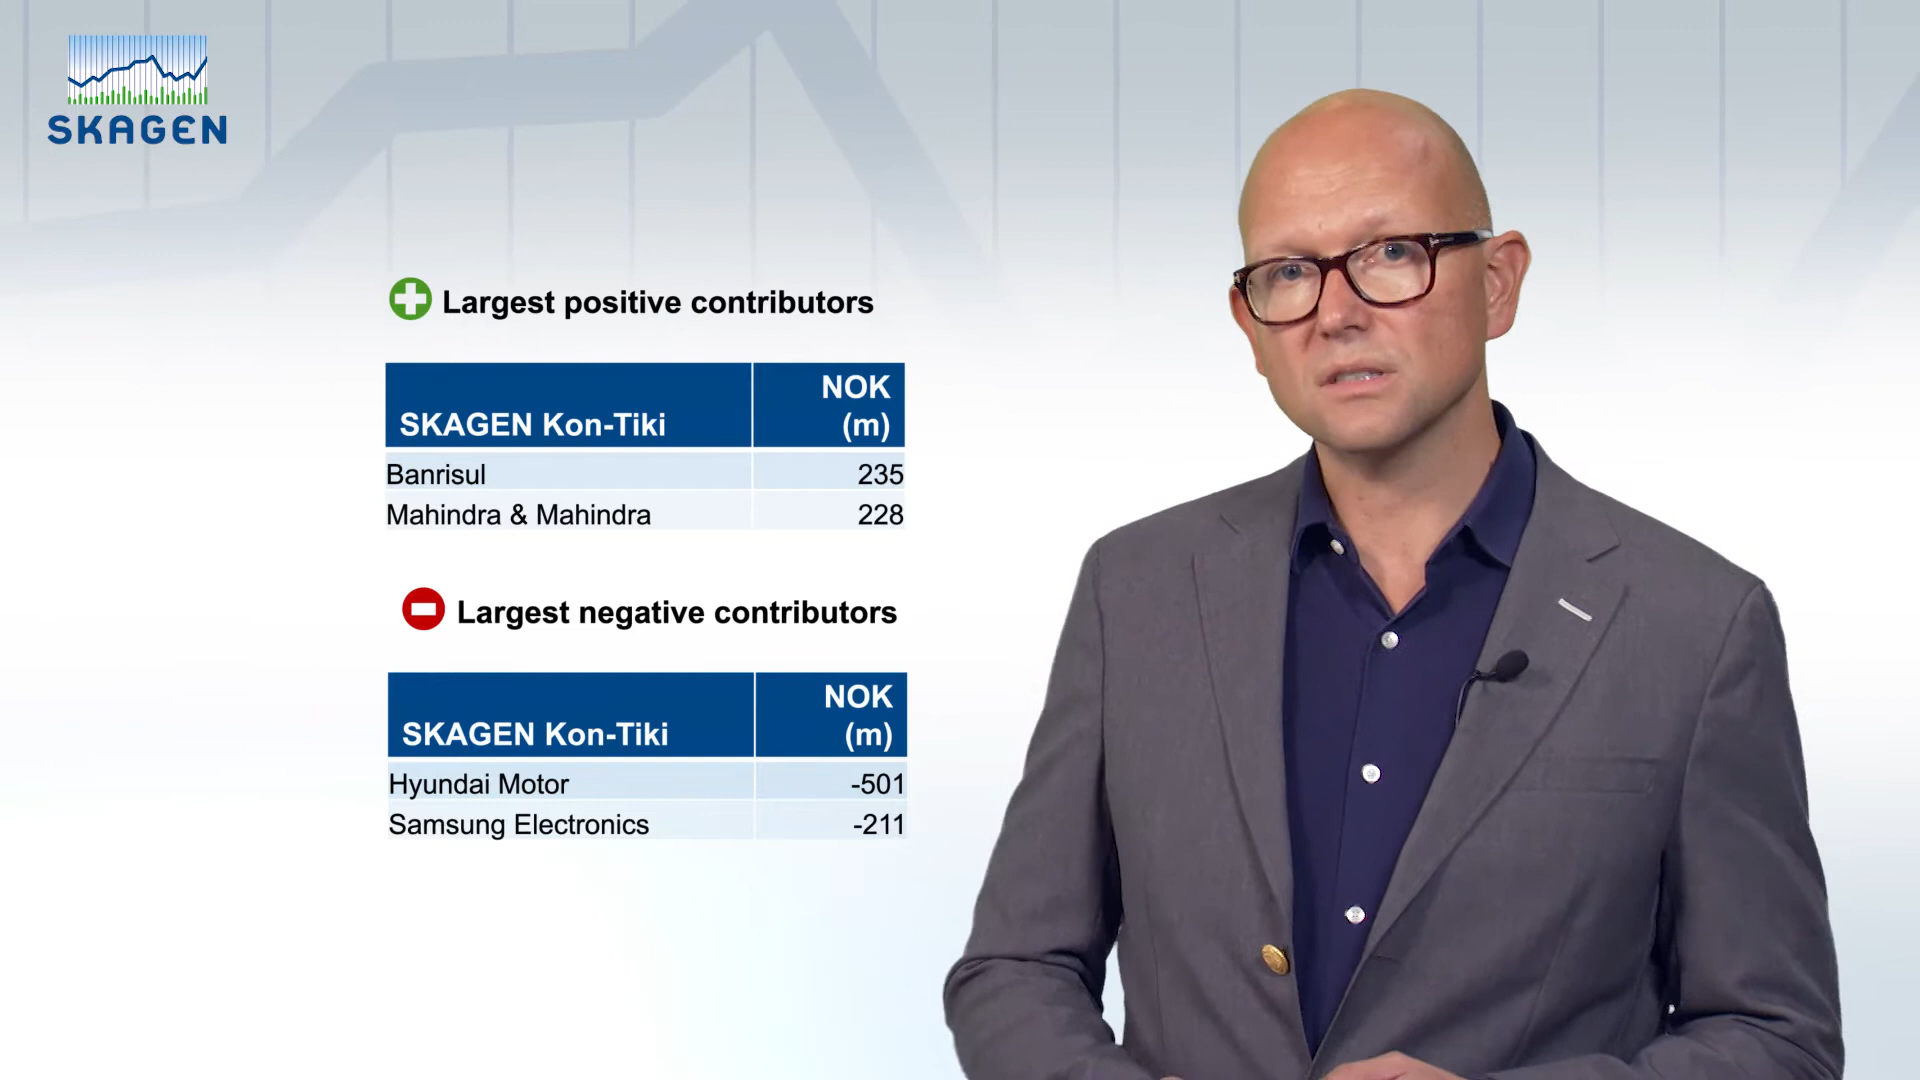 SKAGEN
Largest positive contributors
SKAGEN Kon-Tiki NOK (m)
Banrisul 235
Mahindra & Mahindra 228
Largest negative contributors
SKAGEN Kon-Tiki NOK (m)
Hyundai Motor -501
Samsung Electronics -211